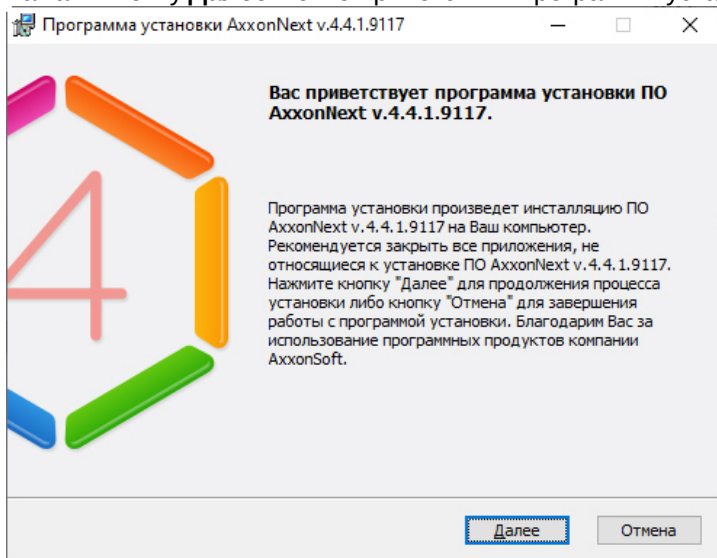 Программа установки AxxonNext v.4.4.1.9117
Вас приветствует программа установки ПО
AxxonNext v.4.4.1.9117.
4
Программа установки произведет инсталляцию ПО
AxxonNext v.4.4.1.9117 на Ваш компьютер.
Рекомендуется закрыть все приложения, не
относящиеся к установке ПО AxxonNext v.4.4.1.9117.
Нажмите кнопку "Далее" для продолжения процесса
установки либо кнопку "Отмена" для завершения
работы с программой установки. Благодарим Вас за
использование программных продуктов компании
AxxonSoft.
Далее Отмена